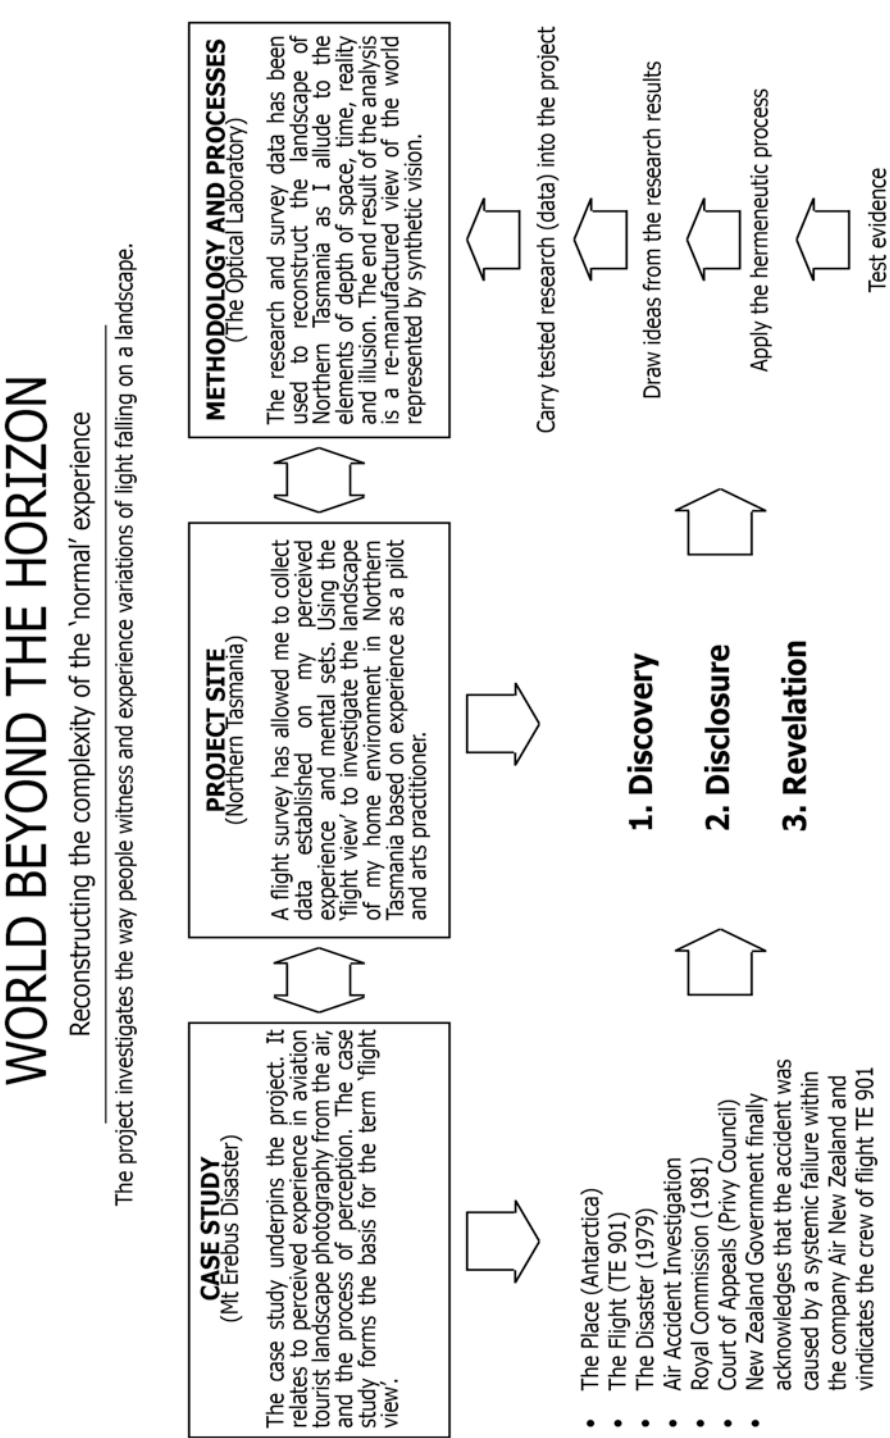 WORLD BEYOND THE HORIZON
Reconstructing the complexity of the ‘normal’ experience
The project investigates the way people witness and experience variations of light falling on a landscape.
CASE STUDY
(Mt Erebus Disaster)
The case study underpins the project. It
relates to perceived experience in aviation
tourist landscape photography from the air,
and the process of perception. The case
study forms the basis for the term ‘flight
view’.
PROJECT SITE
(Northern Tasmania)
A flight survey has allowed me to collect
data established on my perceived
experience and mental sets. Using the
‘flight view’ to investigate the landscape
of my home environment in Northern
Tasmania based on experience as a pilot
and arts practitioner.
METHODOLOGY AND PROCESSES
(The Optical Laboratory)
The research and survey data has been
used to reconstruct the landscape of
Northern Tasmania as I allude to the
elements of depth of space, time, reality
and illusion. The end result of the analysis
is a re-manufactured view of the world
represented by synthetic vision.
• The Place (Antarctica)
• The Flight (TE 901)
• The Disaster (1979)
• Air Accident Investigation
• Royal Commission (1981)
• Court of Appeals (Privy Council)
• New Zealand Government finally
acknowledges that the accident was
caused by a systemic failure within
the company Air New Zealand and
vindicates the crew of flight TE 901
1. Discovery
2. Disclosure
3. Revelation
Carry tested research (data) into the project
Draw ideas from the research results
Apply the hermeneutic process
Test evidence